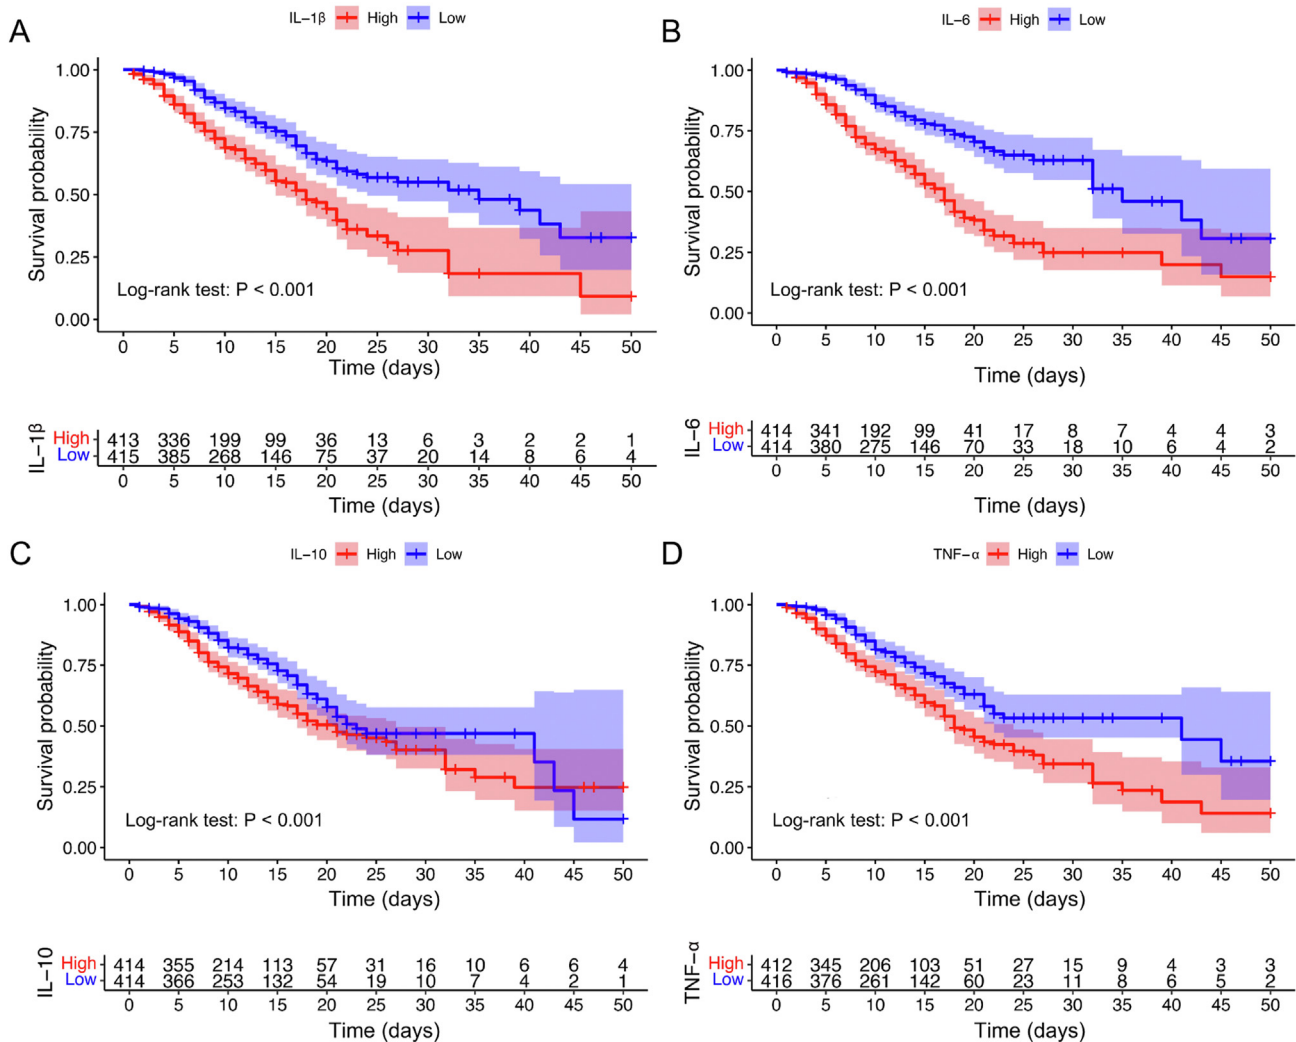 A
IL−1β High Low
Survival probability
1.00
0.75
0.50
0.25
0.00
Log-rank test: P < 0.001
0 5 10 15 20 25 30 35 40 45 50
Time (days)
IL−1β
High 413 336 199 99 36 13 6 3 2 2 1
Low 415 385 268 146 75 37 20 14 8 6 4
0 5 10 15 20 25 30 35 40 45 50
Time (days)
B
IL−6 High Low
Survival probability
1.00
0.75
0.50
0.25
0.00
Log-rank test: P < 0.001
0 5 10 15 20 25 30 35 40 45 50
Time (days)
IL−6
High 414 341 192 99 41 17 8 7 4 4 3
Low 414 380 275 146 70 33 18 10 6 4 2
0 5 10 15 20 25 30 35 40 45 50
Time (days)
C
IL−10 High Low
Survival probability
1.00
0.75
0.50
0.25
0.00
Log-rank test: P < 0.001
0 5 10 15 20 25 30 35 40 45 50
Time (days)
IL−10
High 414 355 214 113 57 31 16 10 6 6 4
Low 414 366 253 132 54 19 10 7 4 2 1
0 5 10 15 20 25 30 35 40 45 50
Time (days)
D
TNF−α High Low
Survival probability
1.00
0.75
0.50
0.25
0.00
Log-rank test: P < 0.001
0 5 10 15 20 25 30 35 40 45 50
Time (days)
TNF−α
High 412 345 206 103 51 27 15 9 4 3 3
Low 416 376 261 142 60 23 11 8 6 5 2
0 5 10 15 20 25 30 35 40 45 50
Time (days)